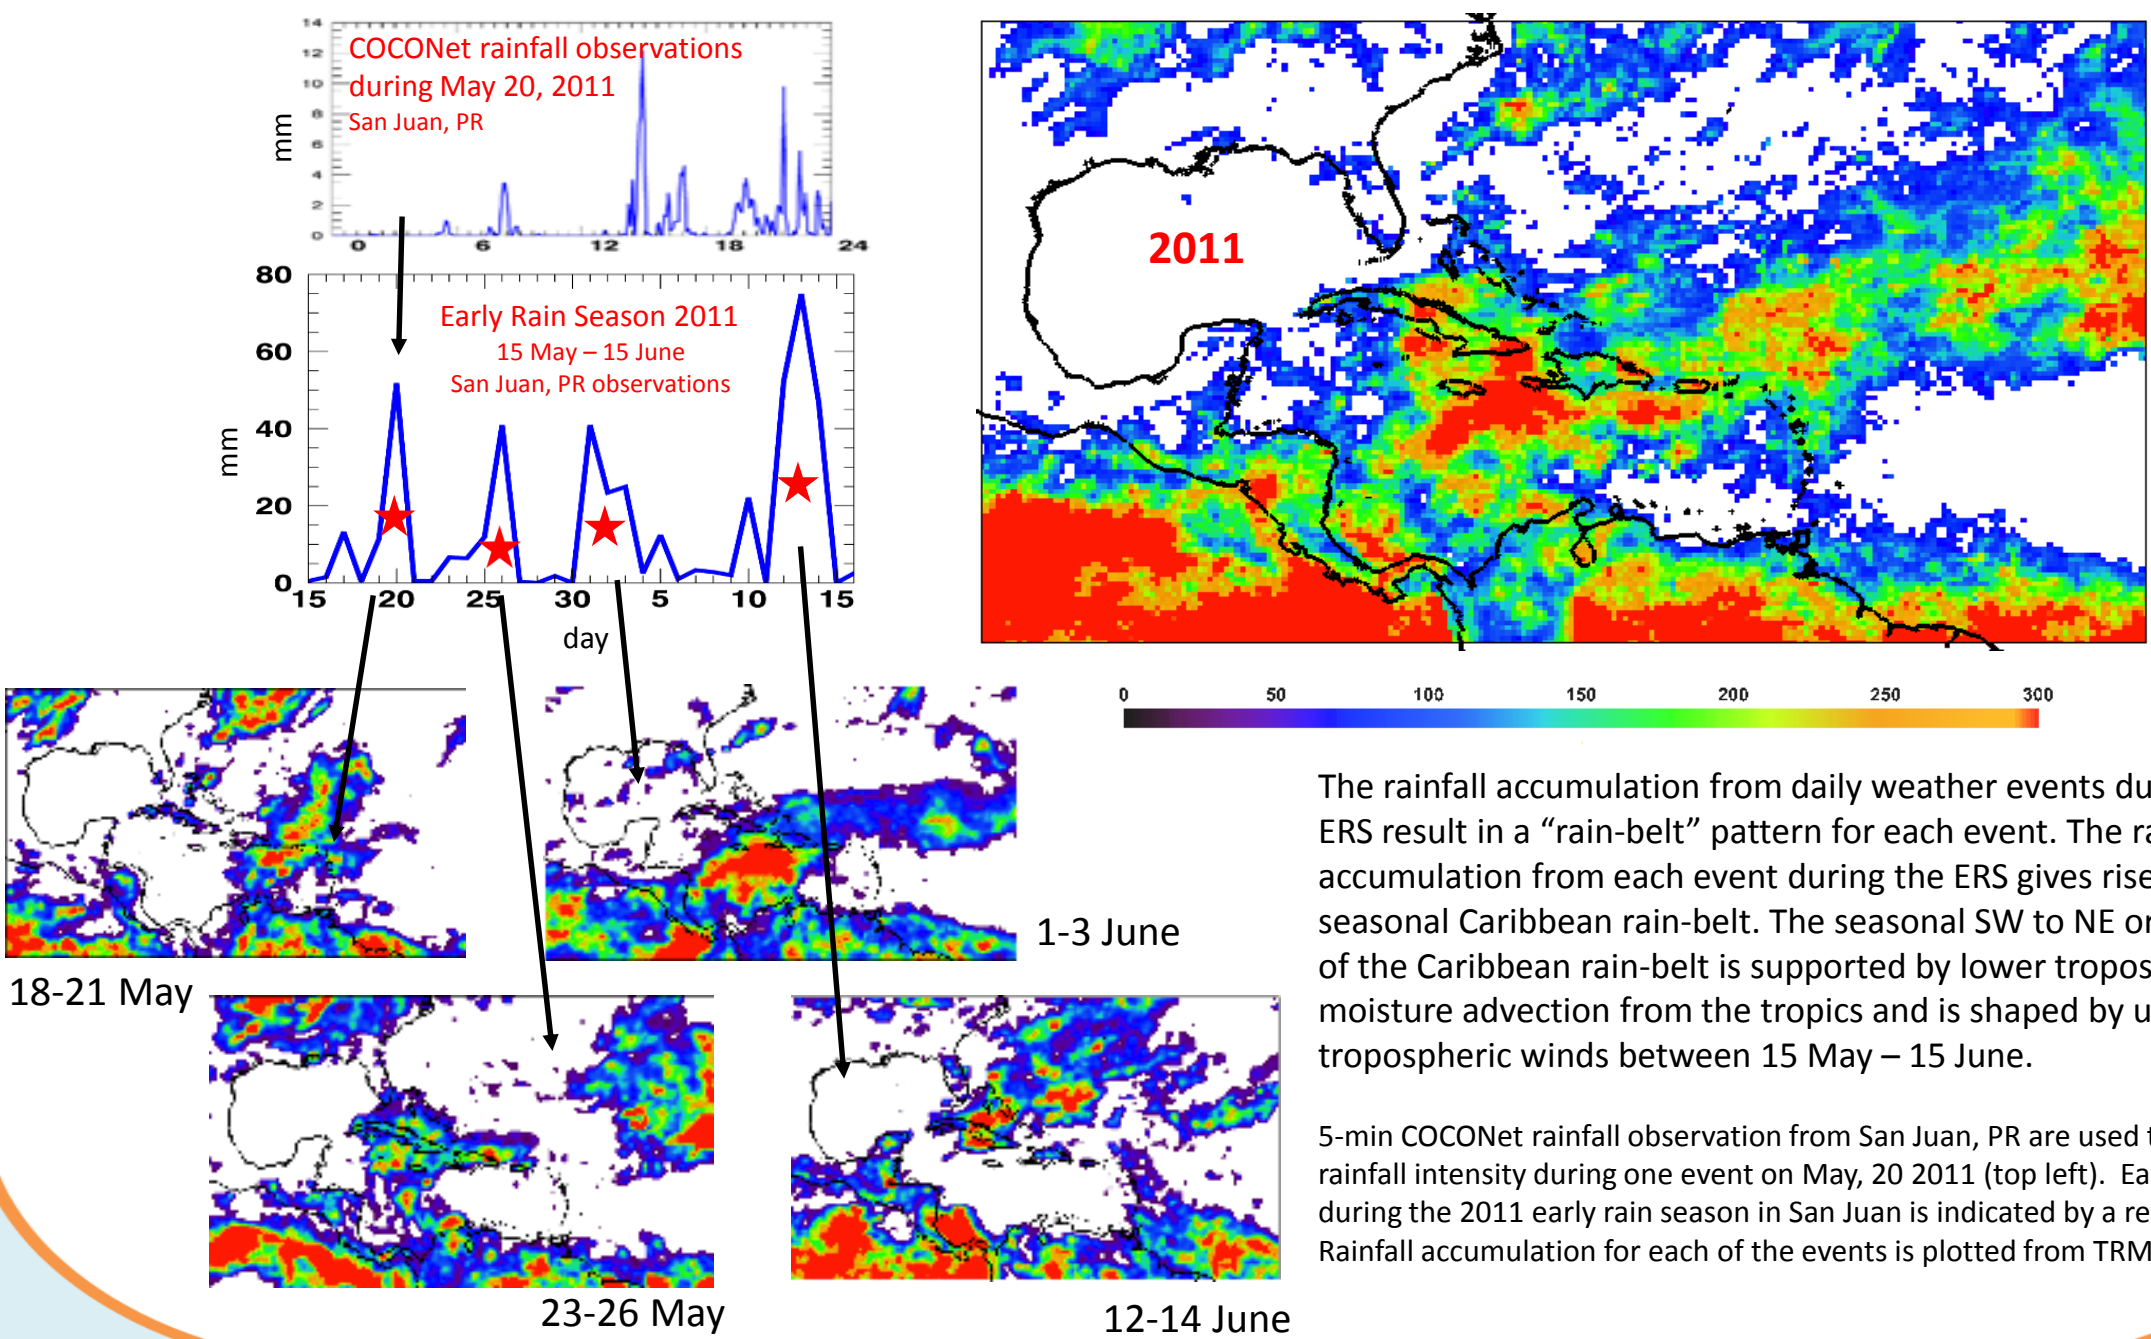 COCONet rainfall observations
during May 20, 2011
San Juan, PR
mm
14
12
10
8
6
4
2
0
0 6 12 18 24
2011
Early Rain Season 2011
15 May – 15 June
San Juan, PR observations
mm
80
60
40
20
0
15 20 25 30 5 10 15
day
0 50 100 150 200 250 300
18-21 May
1-3 June
23-26 May
12-14 June
The rainfall accumulation from daily weather events du
ERS result in a “rain-belt” pattern for each event. The ra
accumulation from each event during the ERS gives rise
seasonal Caribbean rain-belt. The seasonal SW to NE or
of the Caribbean rain-belt is supported by lower tropos
moisture advection from the tropics and is shaped by u
tropospheric winds between 15 May – 15 June.
5-min COCONet rainfall observation from San Juan, PR are used t
rainfall intensity during one event on May, 20 2011 (top left). Ea
during the 2011 early rain season in San Juan is indicated by a re
Rainfall accumulation for each of the events is plotted from TRM